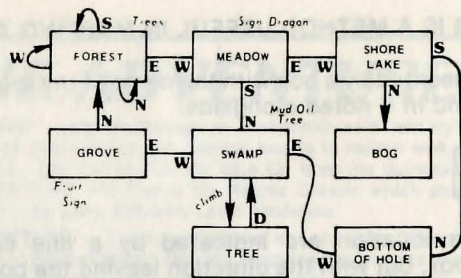 S Trees Sign Dragon
W FOREST E W MEADOW E W SHORE LAKE S
N S N
N Mud Oil Tree
GROVE E W SWAMP E BOG
Fruit Sign climb D
TREE W BOTTOM OF HOLE N